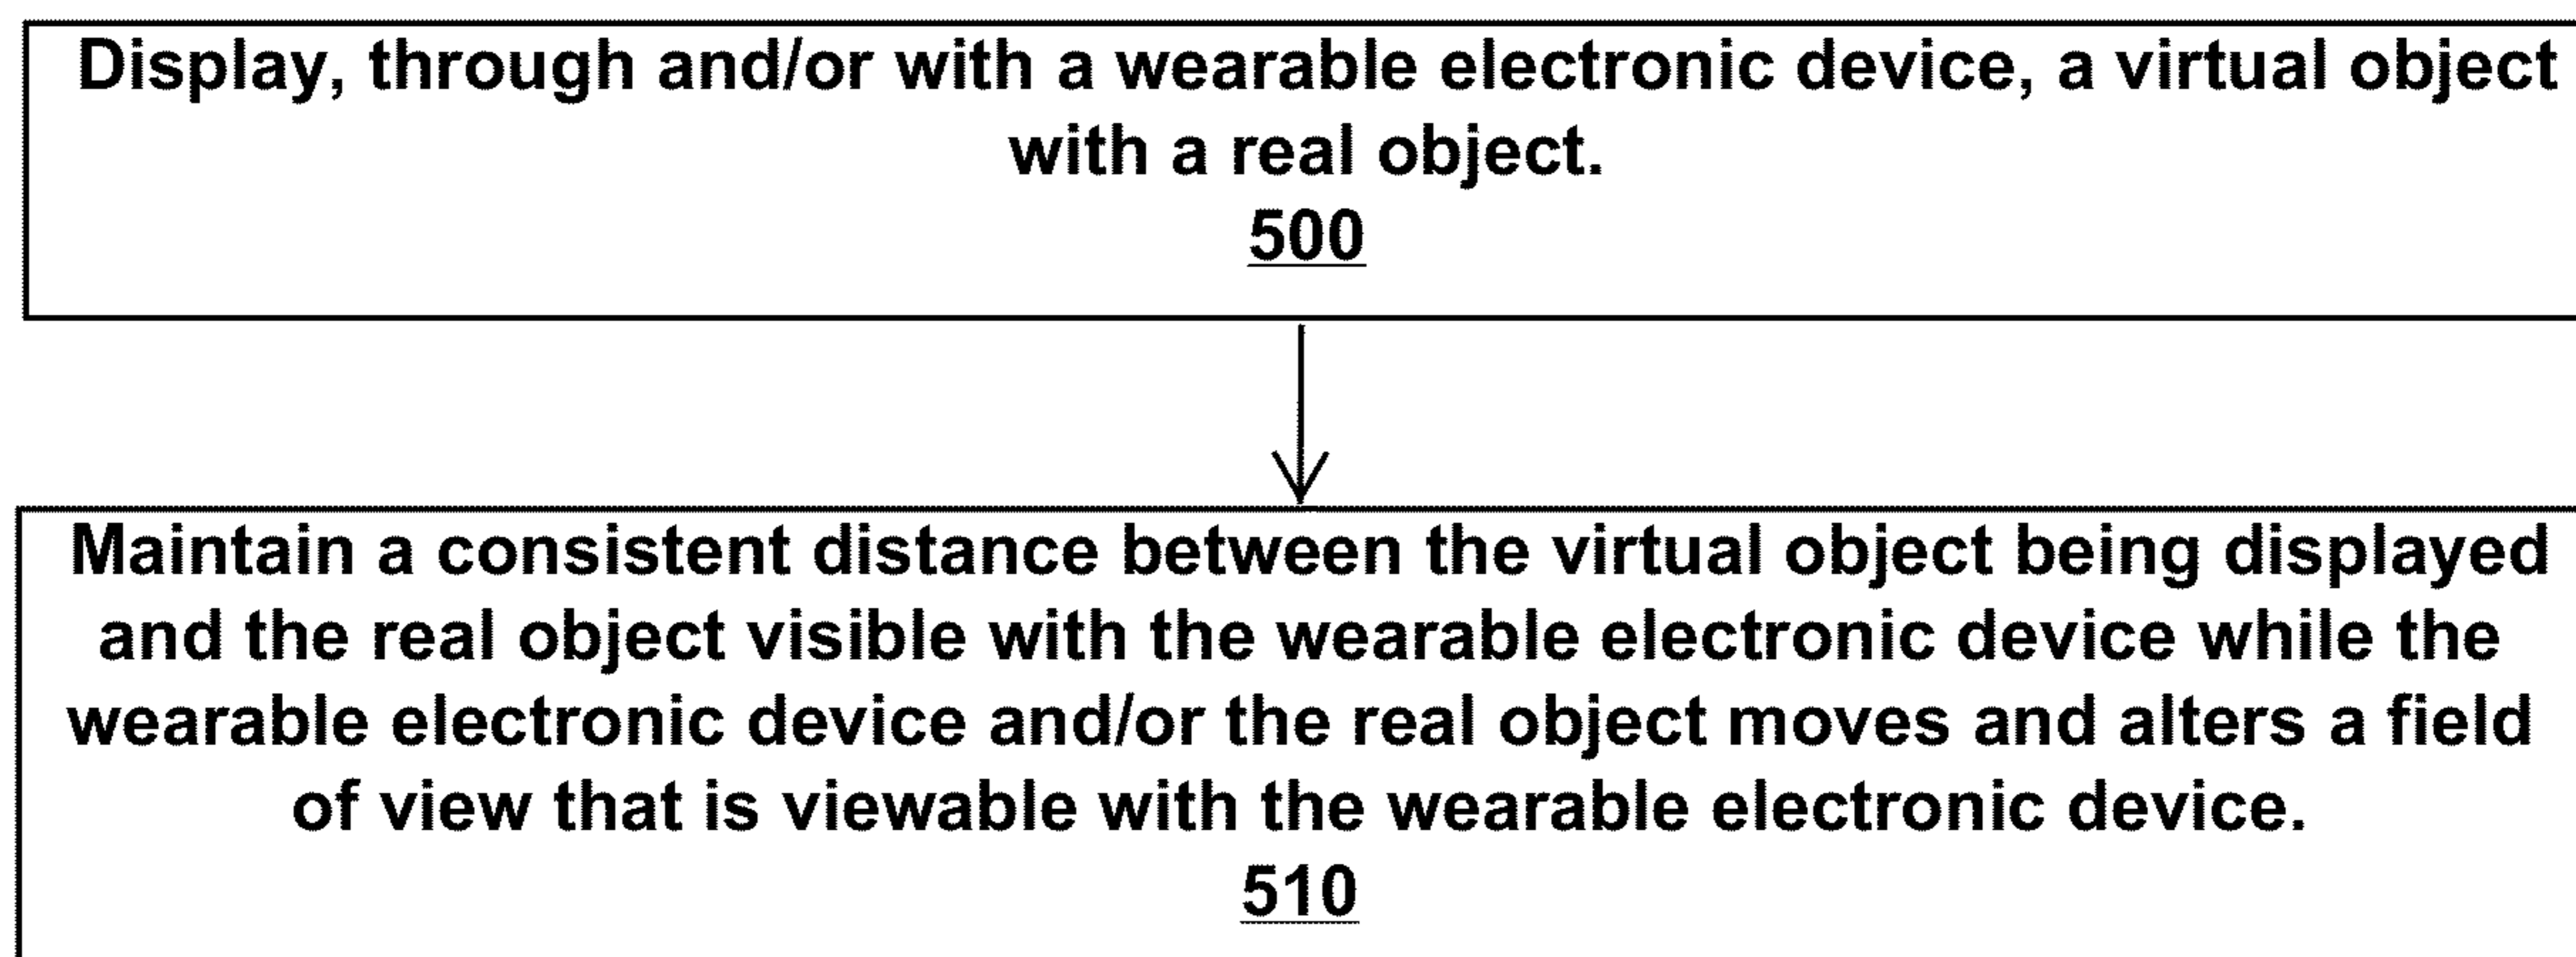 Display, through and/or with a wearable electronic device, a virtual object
with a real object.
500
Maintain a consistent distance between the virtual object being displayed
and the real object visible with the wearable electronic device while the
wearable electronic device and/or the real object moves and alters a field
of view that is viewable with the wearable electronic device.
510